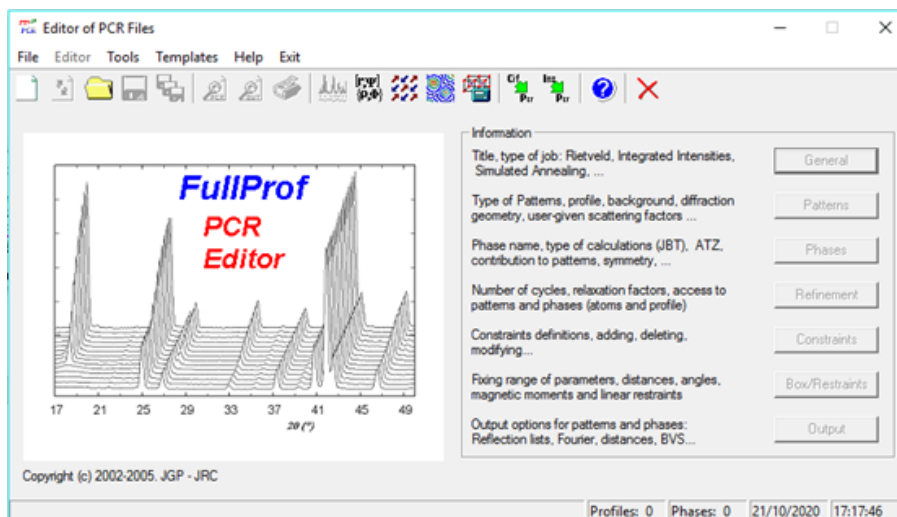 Editor of PCR Files
File Editor Tools Templates Help Exit
FullProf
PCR
Editor
17 21 25 29 33 37 41 45 49
2θ (°)
Copyright (c) 2002-2005. JGP - JRC
Information
Title, type of job: Rietveld, Integrated Intensities,
Simulated Annealing, ...
General
Type of Patterns, profile, background, diffraction
geometry, user-given scattering factors ...
Patterns
Phase name, type of calculations (JBT), ATZ,
contribution to patterns, symmetry, ...
Phases
Number of cycles, relaxation factors, access to
patterns and phases (atoms and profile)
Refinement
Constraints definitions, adding, deleting,
modifying...
Constraints
Fixing range of parameters, distances, angles,
magnetic moments and linear restraints
Box/Restraints
Output options for patterns and phases:
Reflection lists, Fourier, distances, BVS...
Output
Profiles: 0 Phases: 0 21/10/2020 17:17:46